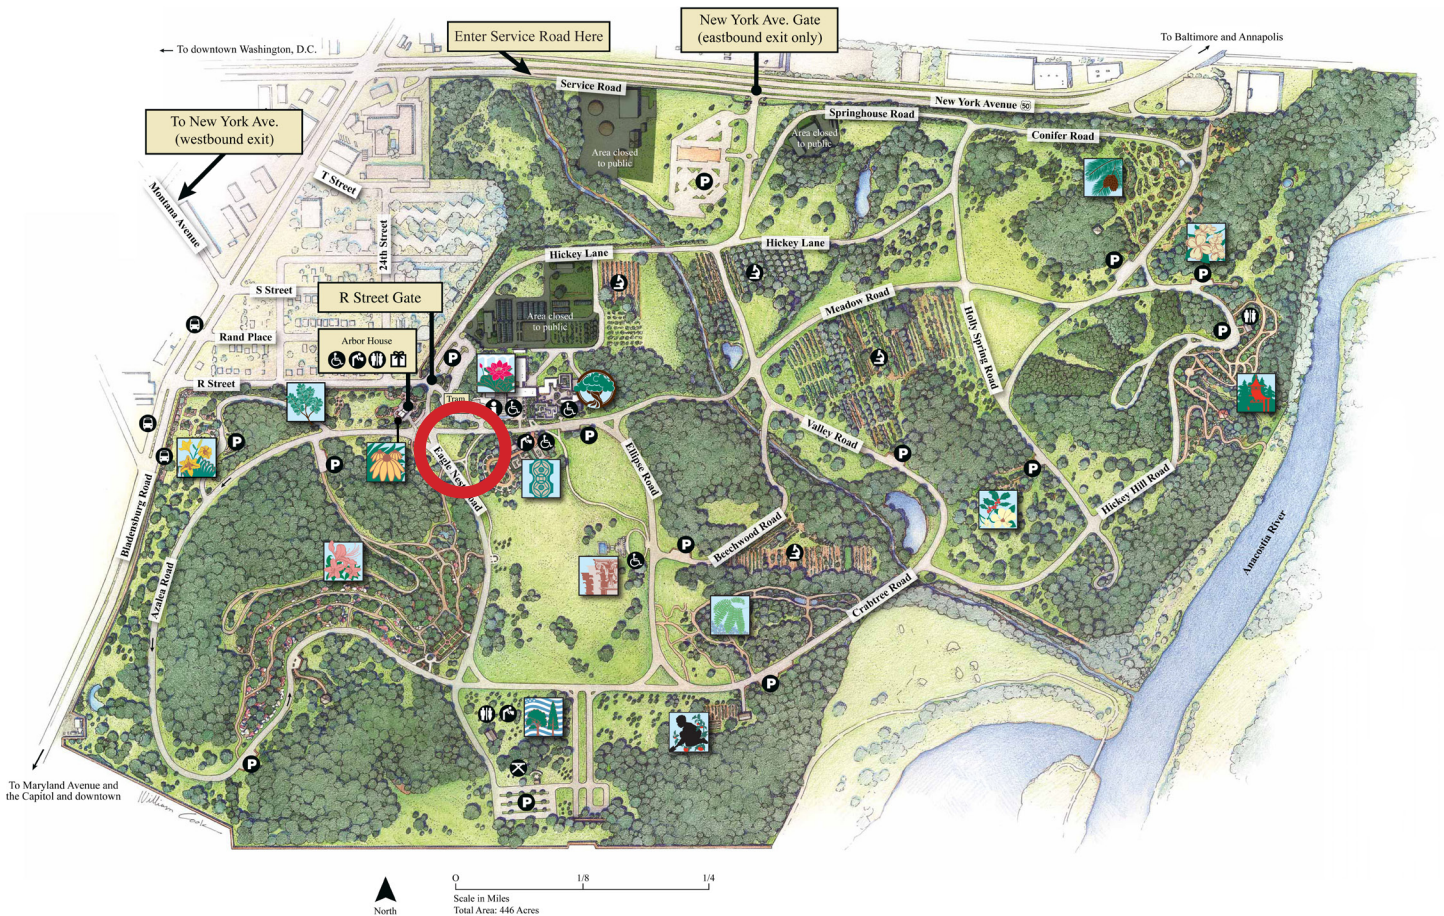 New York Ave. Gate
(eastbound exit only)
Enter Service Road Here
To downtown Washington, D.C.
To Baltimore and Annapolis
Service Road
New York Avenue 50
To New York Ave.
(westbound exit)
Springhouse Road
Conifer Road
Area closed
to public
Area closed
to public
P
T Street
Montana Avenue
24th Street
Hickey Lane
Hickey Lane
S Street
R Street Gate
Meadow Road
P
P
Area closed
to public
Holly Spring Road
Rand Place
Arbor House
P
P
R Street
Tram
P
P
P
Eagle Nest Road
Ellipse Road
Valley Road
P
P
Hickey Hill Road
Bladensburg Road
Beechwood Road
P
Anacostia River
Azalea Road
Crabtree Road
P
P
P
To Maryland Avenue and
the Capitol and downtown
William Cook
O 1/8 1/4
Scale in Miles
North
Total Area: 446 Acres